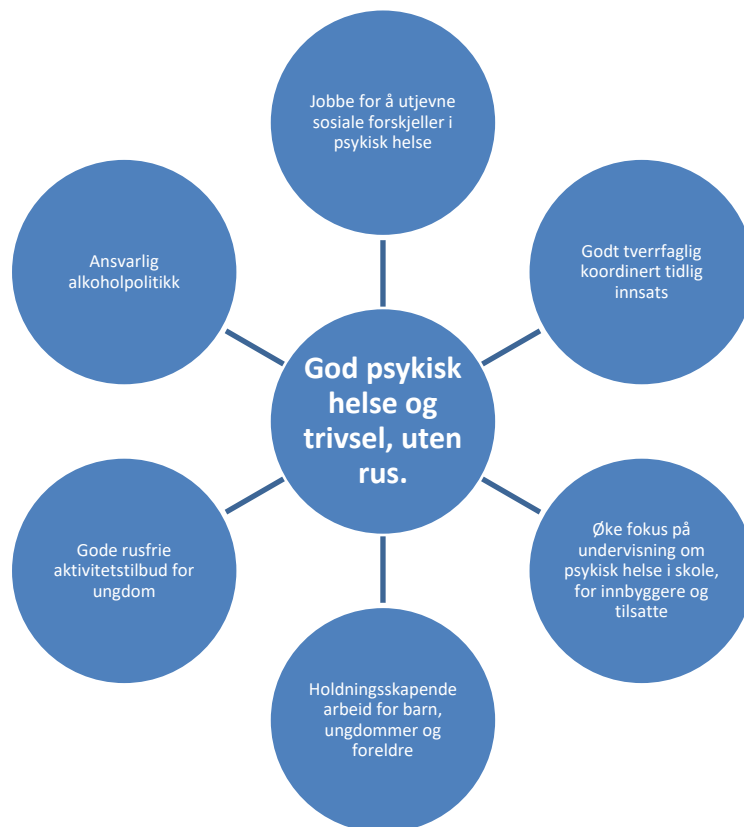 Jobbe for å utjevne
sosiale forskjeller i
psykisk helse
Godt tverrfaglig
koordinert tidlig
innsats
Øke fokus på
undervisning om
psykisk helse i skole,
for innbyggere og
tilsatte
Holdningsskapende
arbeid for barn,
ungdommer og
foreldre
Gode rusfrie
aktivitetstilbud for
ungdom
Ansvarlig
alkoholpolitikk
God psykisk
helse og
trivsel, uten
rus.